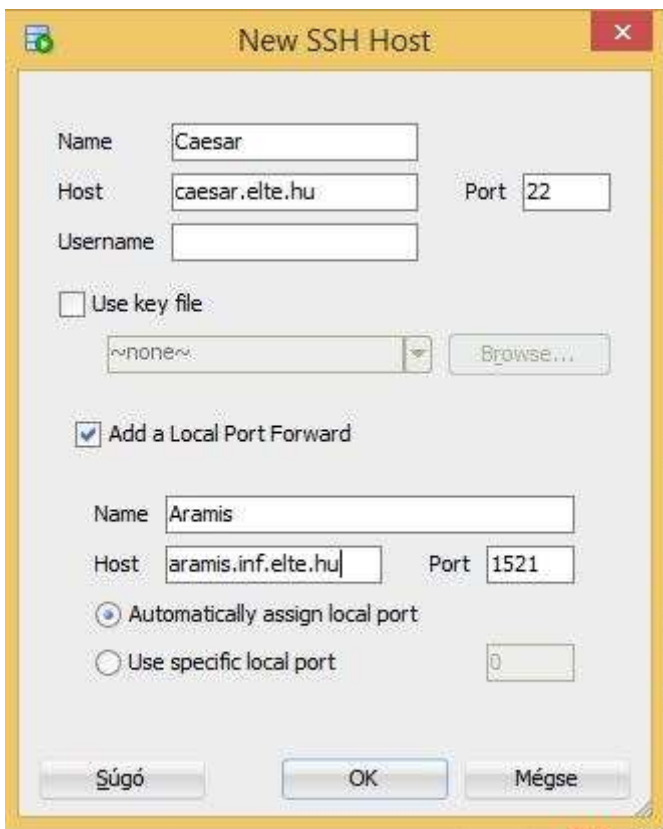 New SSH Host
Name Caesar
Host caesar.elte.hu Port 22
Username
Use key file
~none~ Browse...
Add a Local Port Forward
Name Aramis
Host aramis.inf.elte.hu Port 1521
Automatically assign local port
Use specific local port 0
Súgó OK Mégse